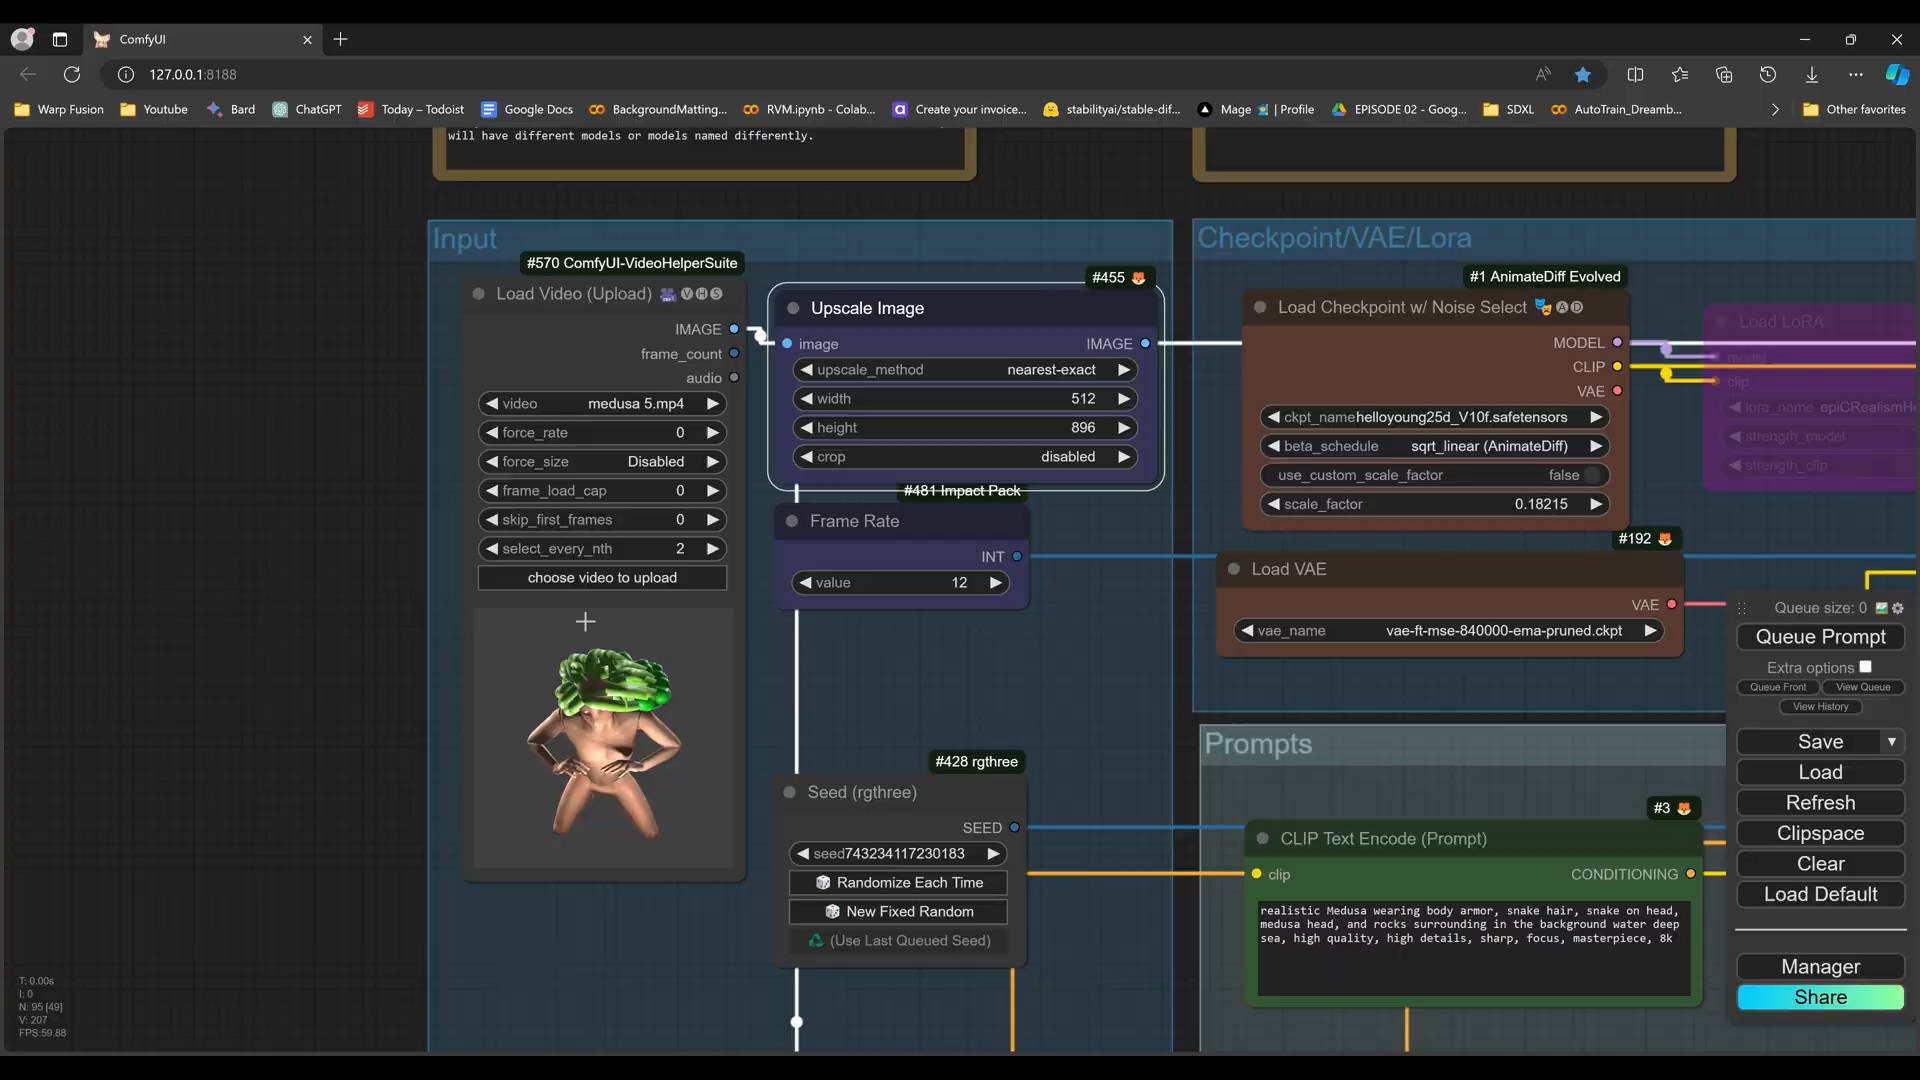 ComfyUI
127.0.0.1:8188
Warp Fusion
Youtube
Bard
ChatGPT
Today – Todoist
Google Docs
BackgroundMatting...
RVM.ipynb - Colab...
Create your invoice...
stabilityai/stable-dif...
Mage | Profile
EPISODE 02 - Goog...
SDXL
AutoTrain_Dreamb...
Other favorites
will have different models or models named differently.
Input
#570 ComfyUI-VideoHelperSuite
Load Video (Upload) VHS
IMAGE
frame_count
audio
video medusa 5.mp4
force_rate 0
force_size Disabled
frame_load_cap 0
skip_first_frames 0
select_every_nth 2
choose video to upload
#455
Upscale Image
image IMAGE
upscale_method nearest-exact
width 512
height 896
crop disabled
#481 Impact Pack
Frame Rate
INT
value 12
#428 rgthree
Seed (rgthree)
SEED
seed743234117230183
Randomize Each Time
New Fixed Random
(Use Last Queued Seed)
Checkpoint/VAE/Lora
#1 AnimateDiff Evolved
Load Checkpoint w/ Noise Select AD
MODEL
CLIP
VAE
ckpt_namehelloyoung25d_V10f.safetensors
beta_schedule sqrt_linear (AnimateDiff)
use_custom_scale_factor false
scale_factor 0.18215
Load LoRA
model
clip
lora_name epiCRealismHe
strength_model
strength_clip
#192
Load VAE
VAE
vae_name vae-ft-mse-840000-ema-pruned.ckpt
Prompts
#3
CLIP Text Encode (Prompt)
clip CONDITIONING
realistic Medusa wearing body armor, snake hair, snake on head,
medusa head, and rocks surrounding in the background water deep
sea, high quality, high details, sharp, focus, masterpiece, 8k
Queue size: 0
Queue Prompt
Extra options
Queue Front View Queue
View History
Save
Load
Refresh
Clipspace
Clear
Load Default
Manager
Share
T: 0.00s
I: 0
N: 95 [49]
V: 207
FPS:59.88